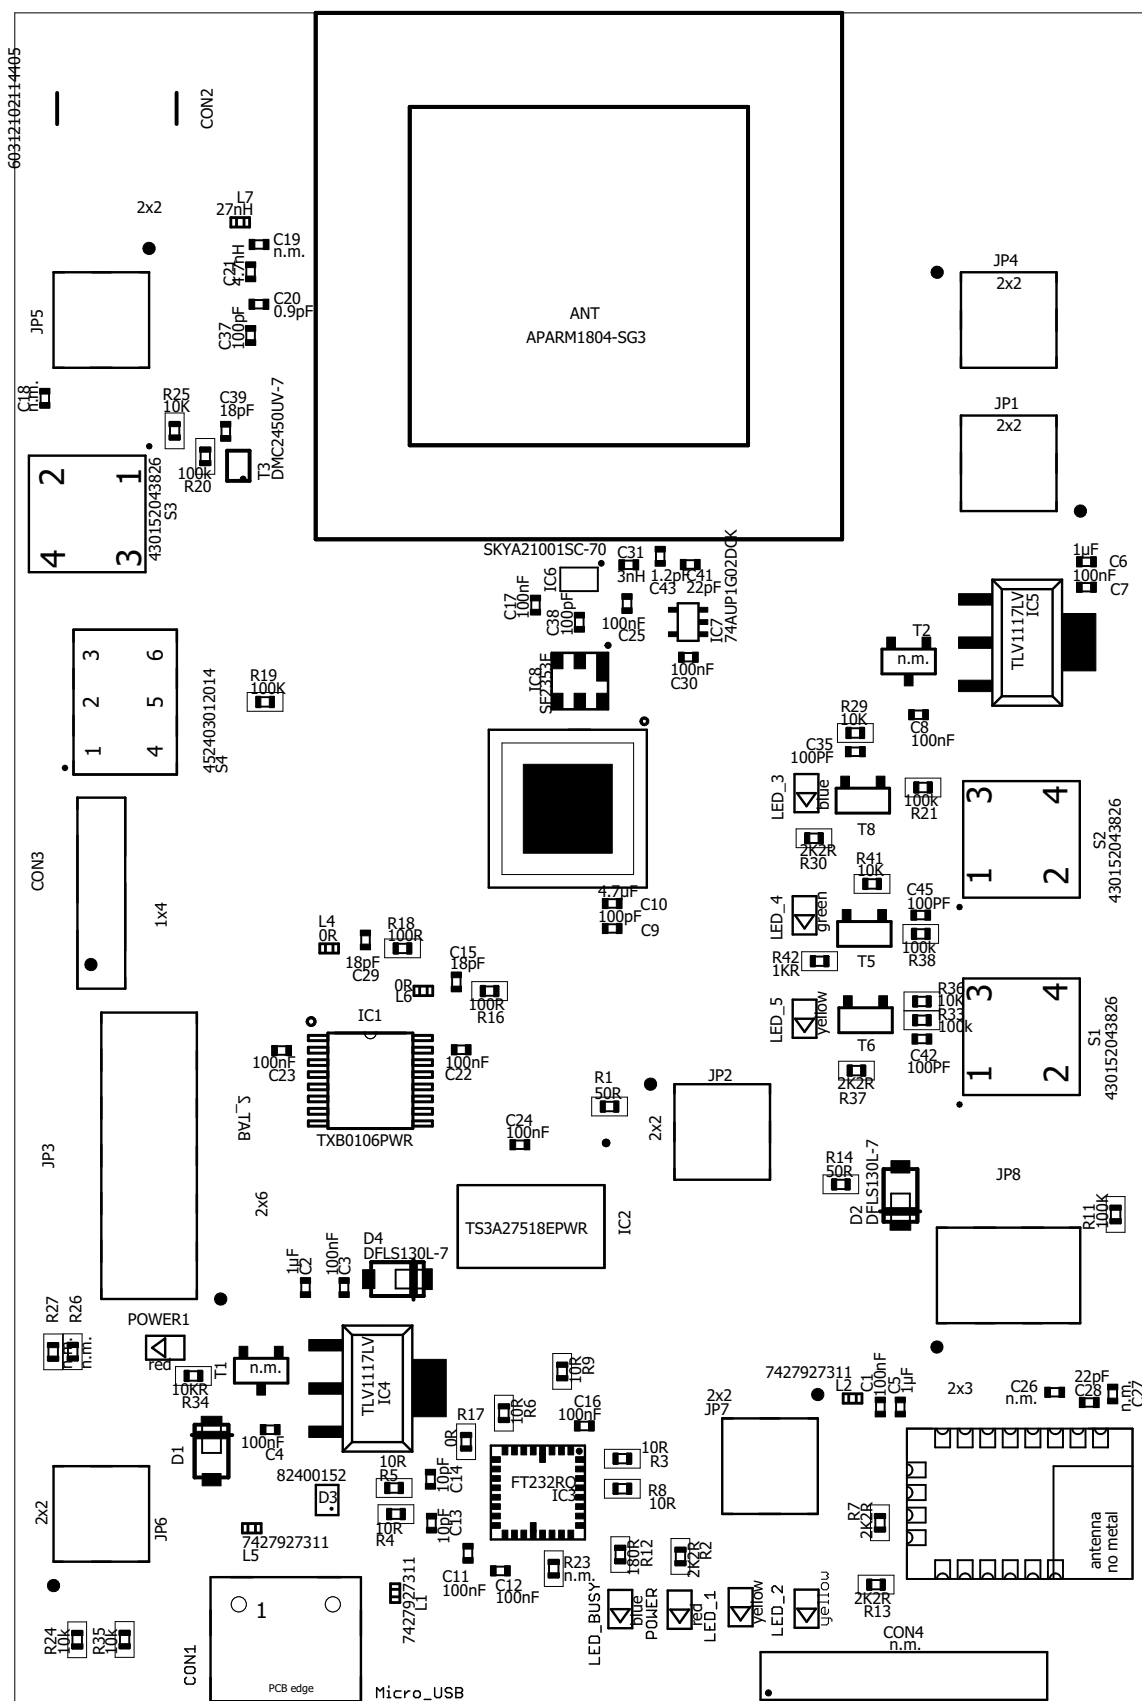 60312102114405
CON2
L7
27nH
2x2
C19
n.m.
C21
4.7nH
C20
0.9pF
C37
100pF
JP5
C18
n.m.
R25
10K
C39
18pF
100k
R20
T3
DMC2450UV-7
2
1
4
3
430152043826
S3
ANT
APARM1804-SG3
JP4
2x2
JP1
2x2
SKYA21001SC-70
IC6
C31
3nH
1.2pF
C43
C41
22pF
C17
100nF
C38
100pF
100nF
C25
IC7
74AUP1G02DCK
100nF
C30
IC8
SE2353E
1µF
C6
100nF
C7
TLV1117LV
IC5
T2
n.m.
C8
100nF
3
6
2
5
1
4
452403012014
S4
R19
100K
R29
10K
C35
100PF
LED_3
blue
T8
100k
R21
2K2R
R30
R41
10K
3
4
1
2
S2
430152043826
CON3
1x4
4.7uF
C10
100pF
C9
LED_4
green
C45
100PF
T5
100k
R38
R42
1KR
L4
0R
18pF
C29
R18
100R
C15
18pF
0R
L6
100R
R16
LED_5
yellow
T6
R36
10K
R33
100k
C42
100PF
2K2R
R37
3
4
1
2
S1
430152043826
IC1
100nF
C23
100nF
C22
TXB0106PWR
JP3
BAT_S
2x6
R1
50R
C24
100nF
JP2
2x2
TS3A27518EPWR
IC2
R14
50R
D2
DFLS130L-7
JP8
R11
100K
1µF
C2
100nF
C3
D4
DFLS130L-7
R27
n.m.
R26
n.m.
POWER1
red
10KR
R34
T1
n.m.
TLV1117LV
IC4
100nF
C4
D1
10R
R9
10R
R6
R17
0R
C16
100nF
7427927311
L2
C1
100nF
C5
1µF
2x3
C26
n.m.
22pF
C28
n.m.
C27
2x2
JP7
2x2
JP6
82400152
D3
10R
R5
10R
R4
10pF
C14
10pF
C13
FT232RQ
IC3
10R
R3
R8
10R
R7
2K2R
antenna
no metal
7427927311
L5
C11
100nF
C12
100nF
R23
n.m.
180R
R12
2K2R
R2
2K2R
R13
7427927311
L1
LED_BUSY
blue
POWER
red
LED_1
yellow
LED_2
yellow
R24
10k
R35
10k
CON1
1
PCB edge
Micro_USB
CON4
n.m.